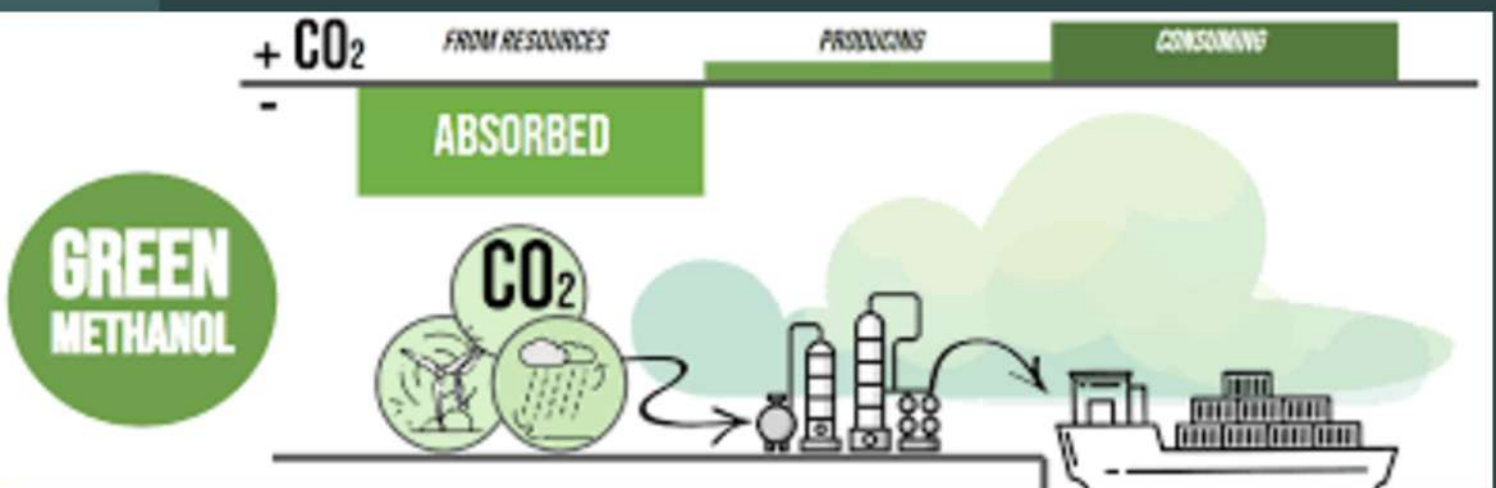 + CO₂
FROM RESOURCES
PRODUCING
CONSUMING
-
ABSORBED
GREEN
METHANOL
CO₂